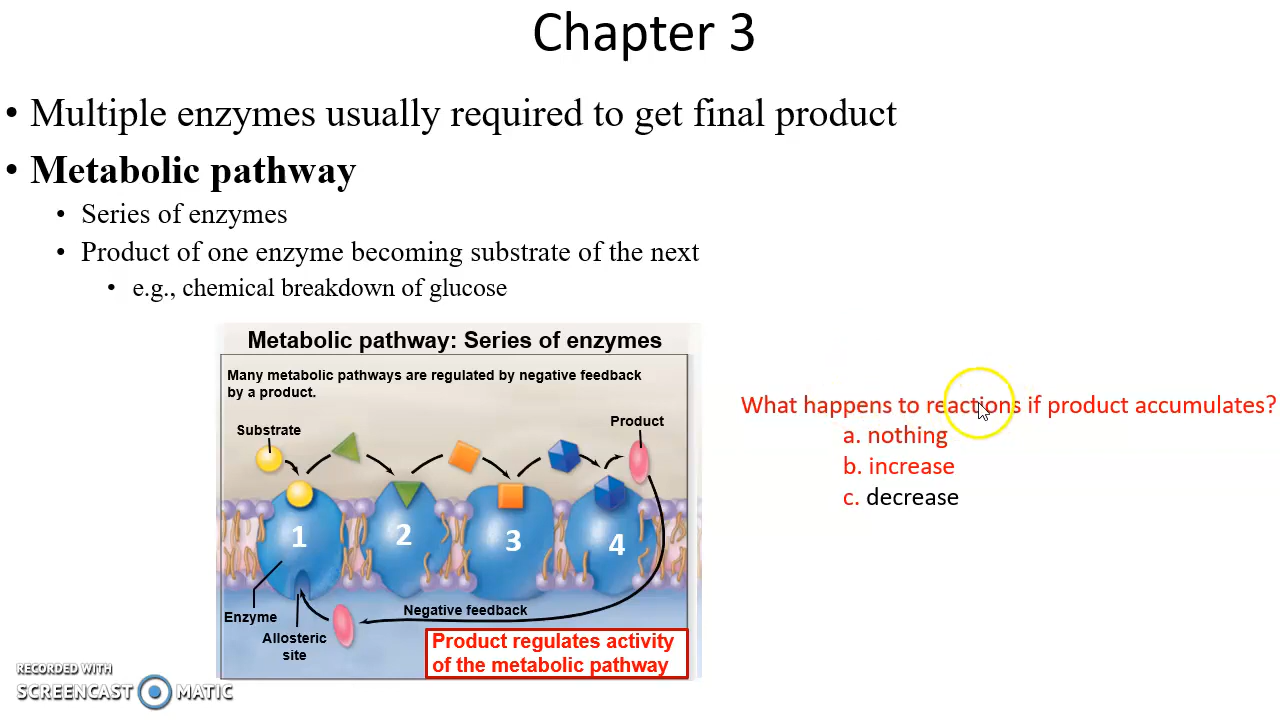 Chapter 3
• Multiple enzymes usually required to get final product
• Metabolic pathway
• Series of enzymes
• Product of one enzyme becoming substrate of the next
• e.g., chemical breakdown of glucose
Metabolic pathway: Series of enzymes
Many metabolic pathways are regulated by negative feedback
by a product.
Substrate
Product
1
2
3
4
Enzyme
Allosteric
site
Negative feedback
Product regulates activity
of the metabolic pathway
What happens to reactions if product accumulates?
a. nothing
b. increase
c. decrease
RECORDED WITH
SCREENCAST MATIC